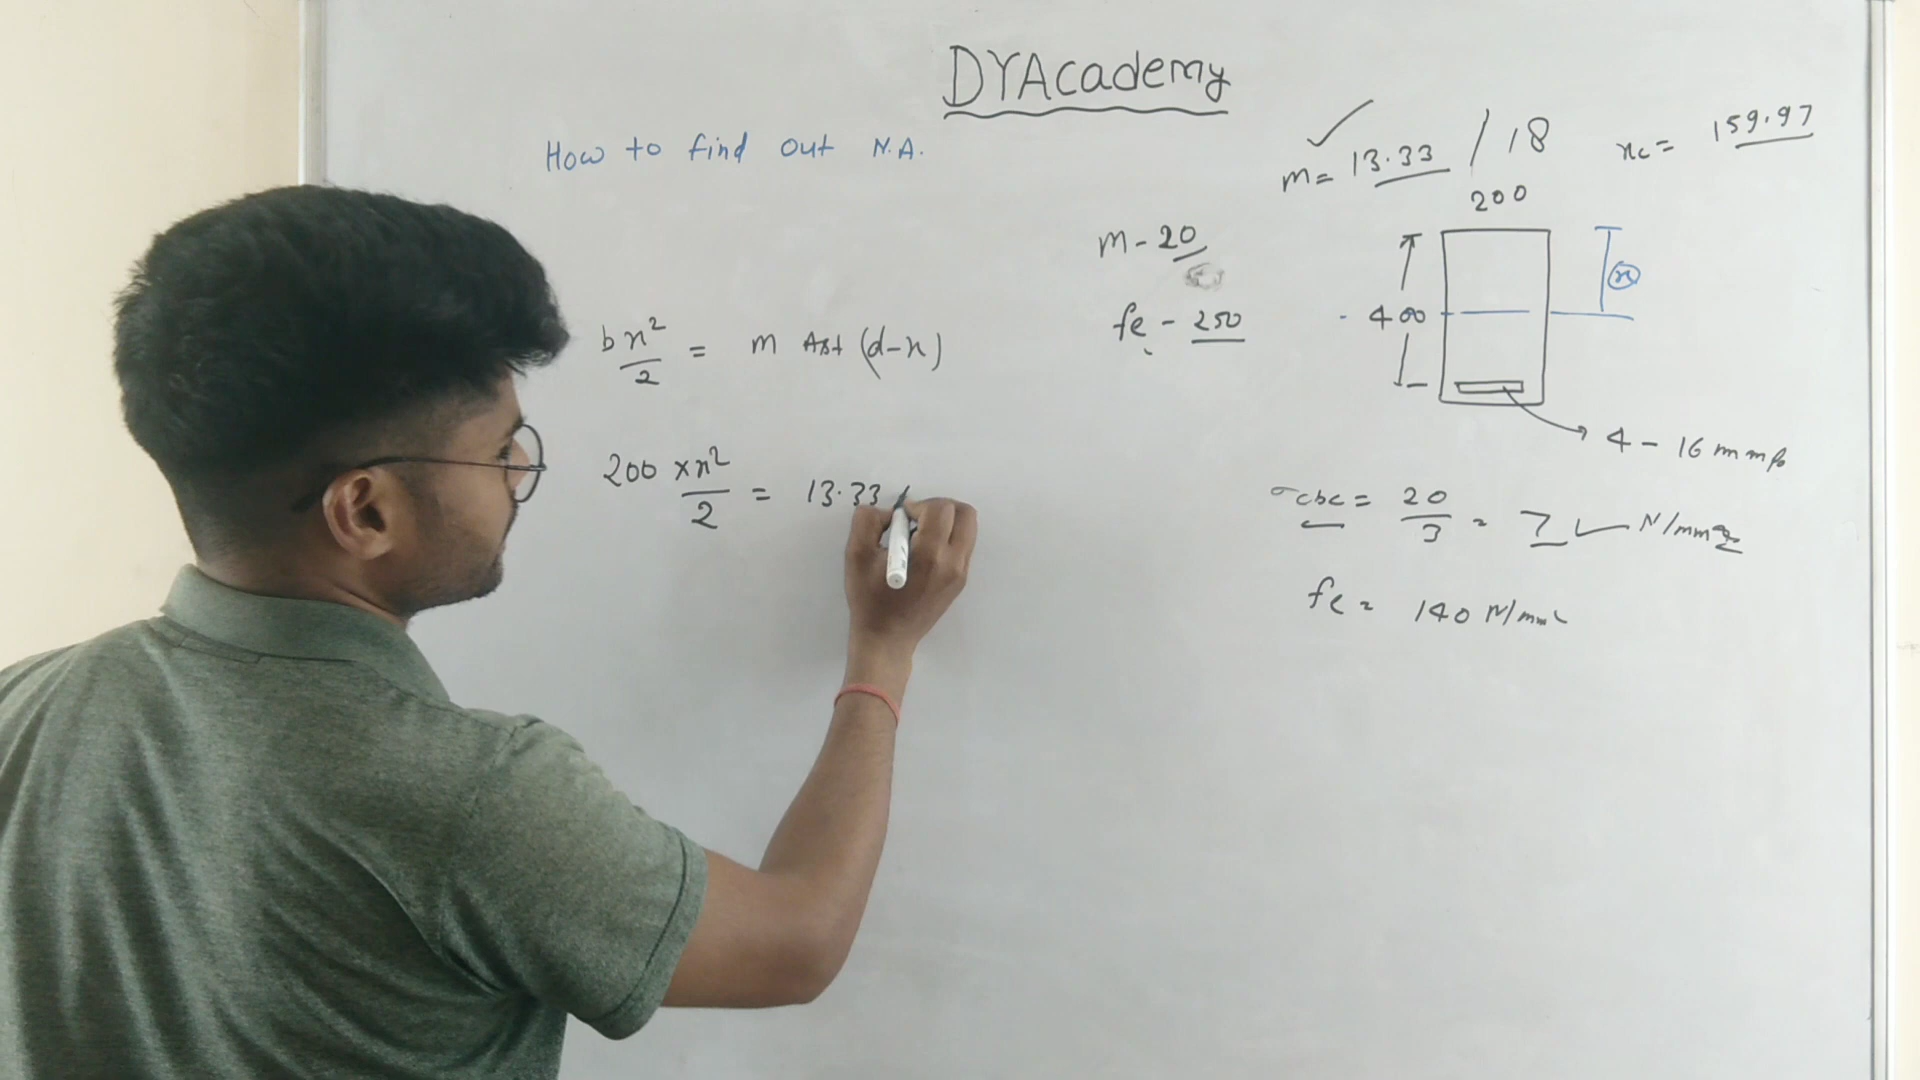 DYAcademy
How to find out N.A.
m = 13.33 / 18
xc = 159.97
200
m - 20
fe - 250
400
x
bx²/2 = m Ast (d-x)
4 - 16 mmφ
200 × x²/2 = 13.33
σcbc = 20/3 = 7 N/mm²
fe = 140 N/mm²